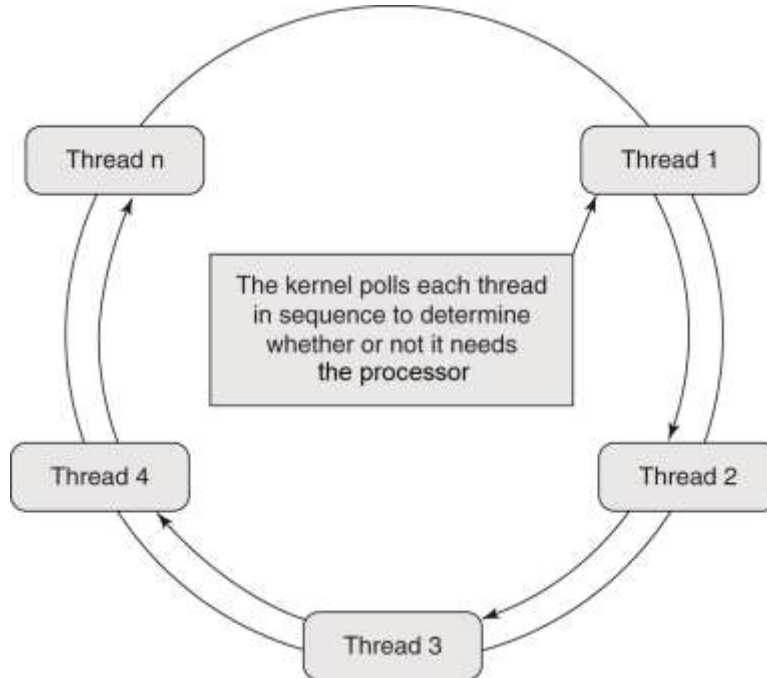 Thread n
Thread 1
The kernel polls each thread
in sequence to determine
whether or not it needs
the processor
Thread 4
Thread 2
Thread 3